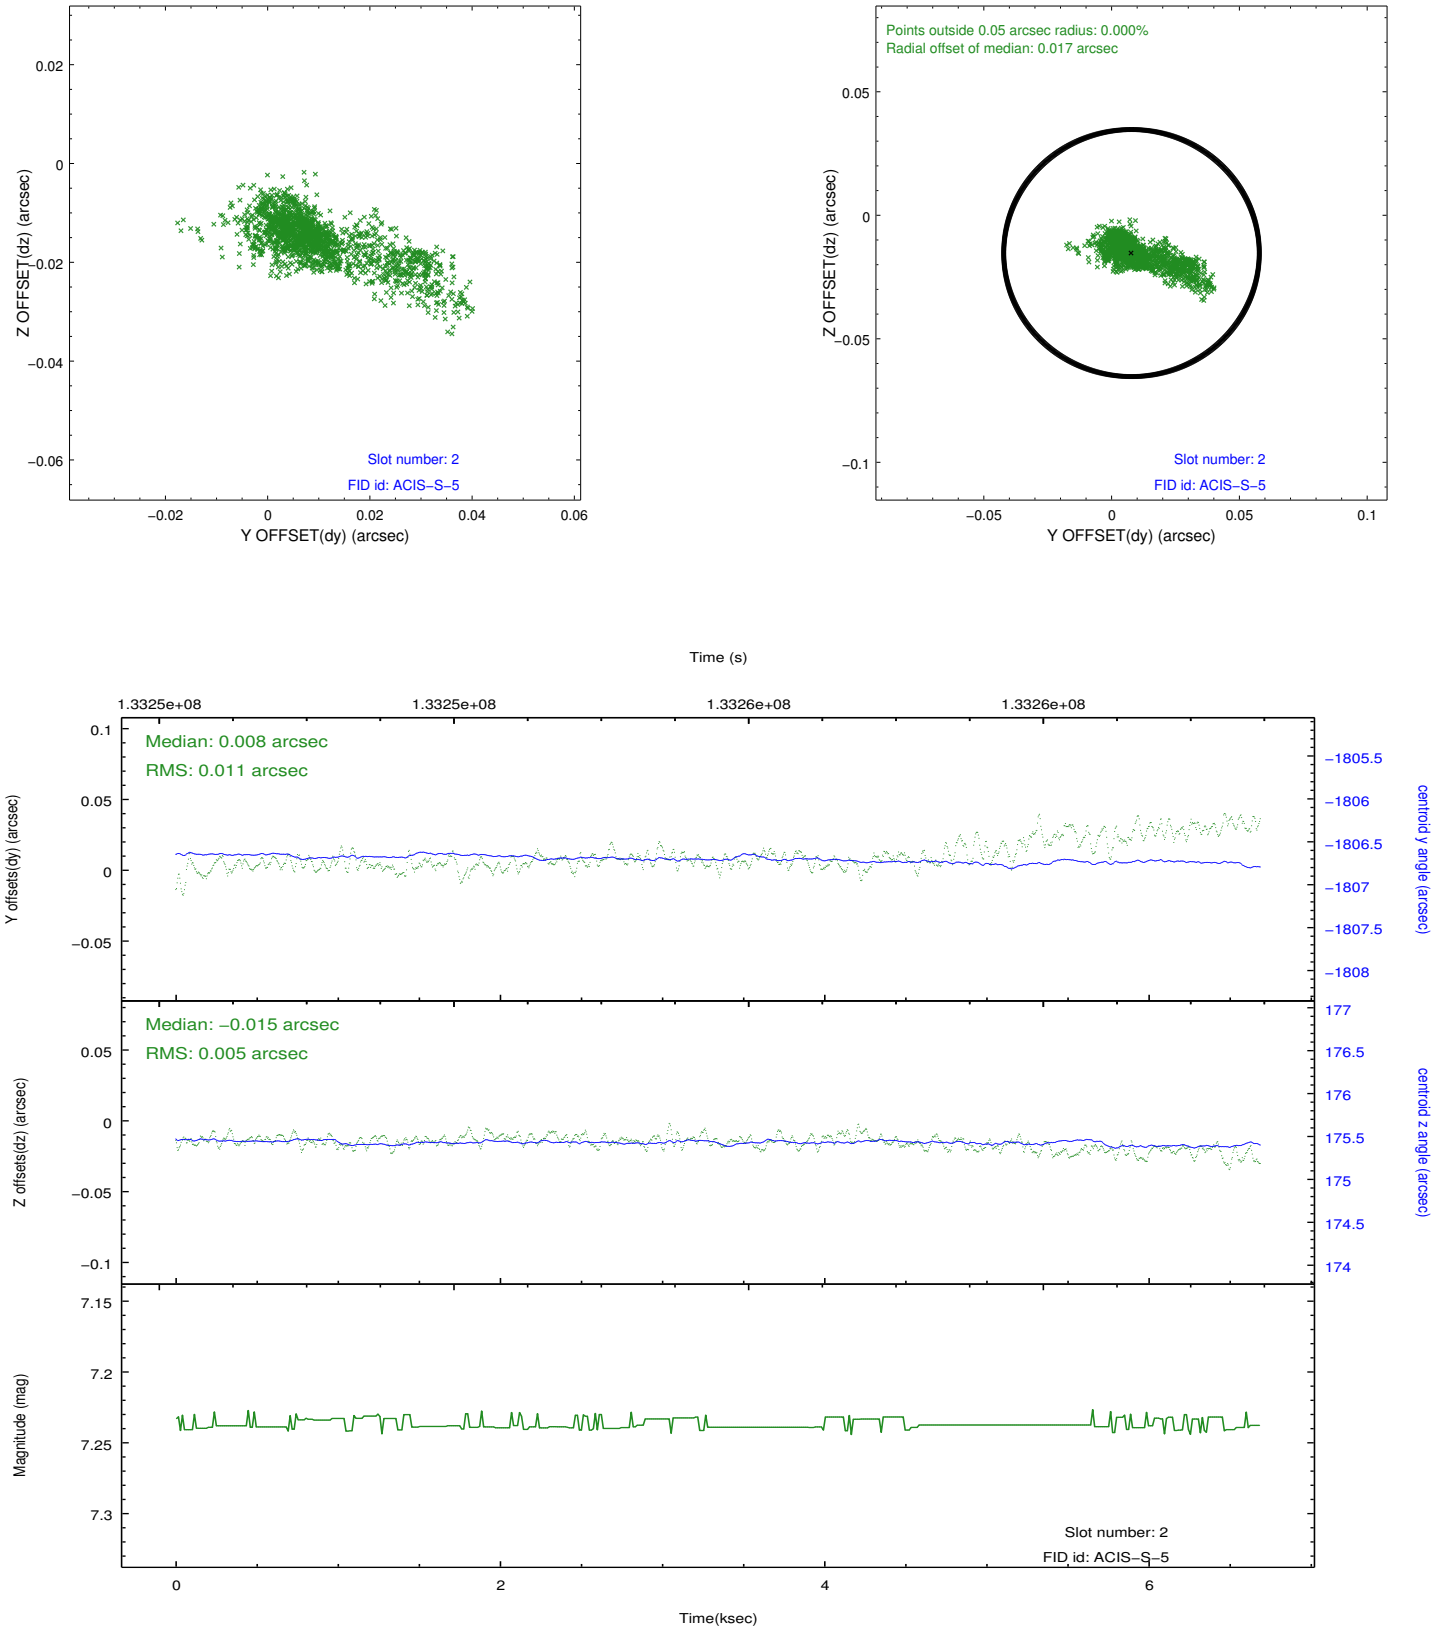 0.02
0
−0.02
−0.04
−0.06
Z OFFSET(dz) (arcsec)
Slot number: 2
FID id: ACIS−S−5
−0.02
0
0.02
0.04
0.06
Y OFFSET(dy) (arcsec)
Points outside 0.05 arcsec radius: 0.000%
Radial offset of median: 0.017 arcsec
0.05
0
−0.05
−0.1
Z OFFSET(dz) (arcsec)
Slot number: 2
FID id: ACIS−S−5
−0.05
0
0.05
0.1
Y OFFSET(dy) (arcsec)
Time (s)
1.3325e+08
1.3325e+08
1.3326e+08
1.3326e+08
Median: 0.008 arcsec
RMS: 0.011 arcsec
0.1
0.05
0
−0.05
Y offsets(dy) (arcsec)
−1805.5
−1806
−1806.5
−1807
−1807.5
−1808
centroid y angle (arcsec)
Median: −0.015 arcsec
RMS: 0.005 arcsec
0.05
0
−0.05
−0.1
Z offsets(dz) (arcsec)
177
176.5
176
175.5
175
174.5
174
centroid z angle (arcsec)
7.15
7.2
7.25
7.3
Magnitude (mag)
Slot number: 2
FID id: ACIS−S−5
0
2
4
6
Time(ksec)